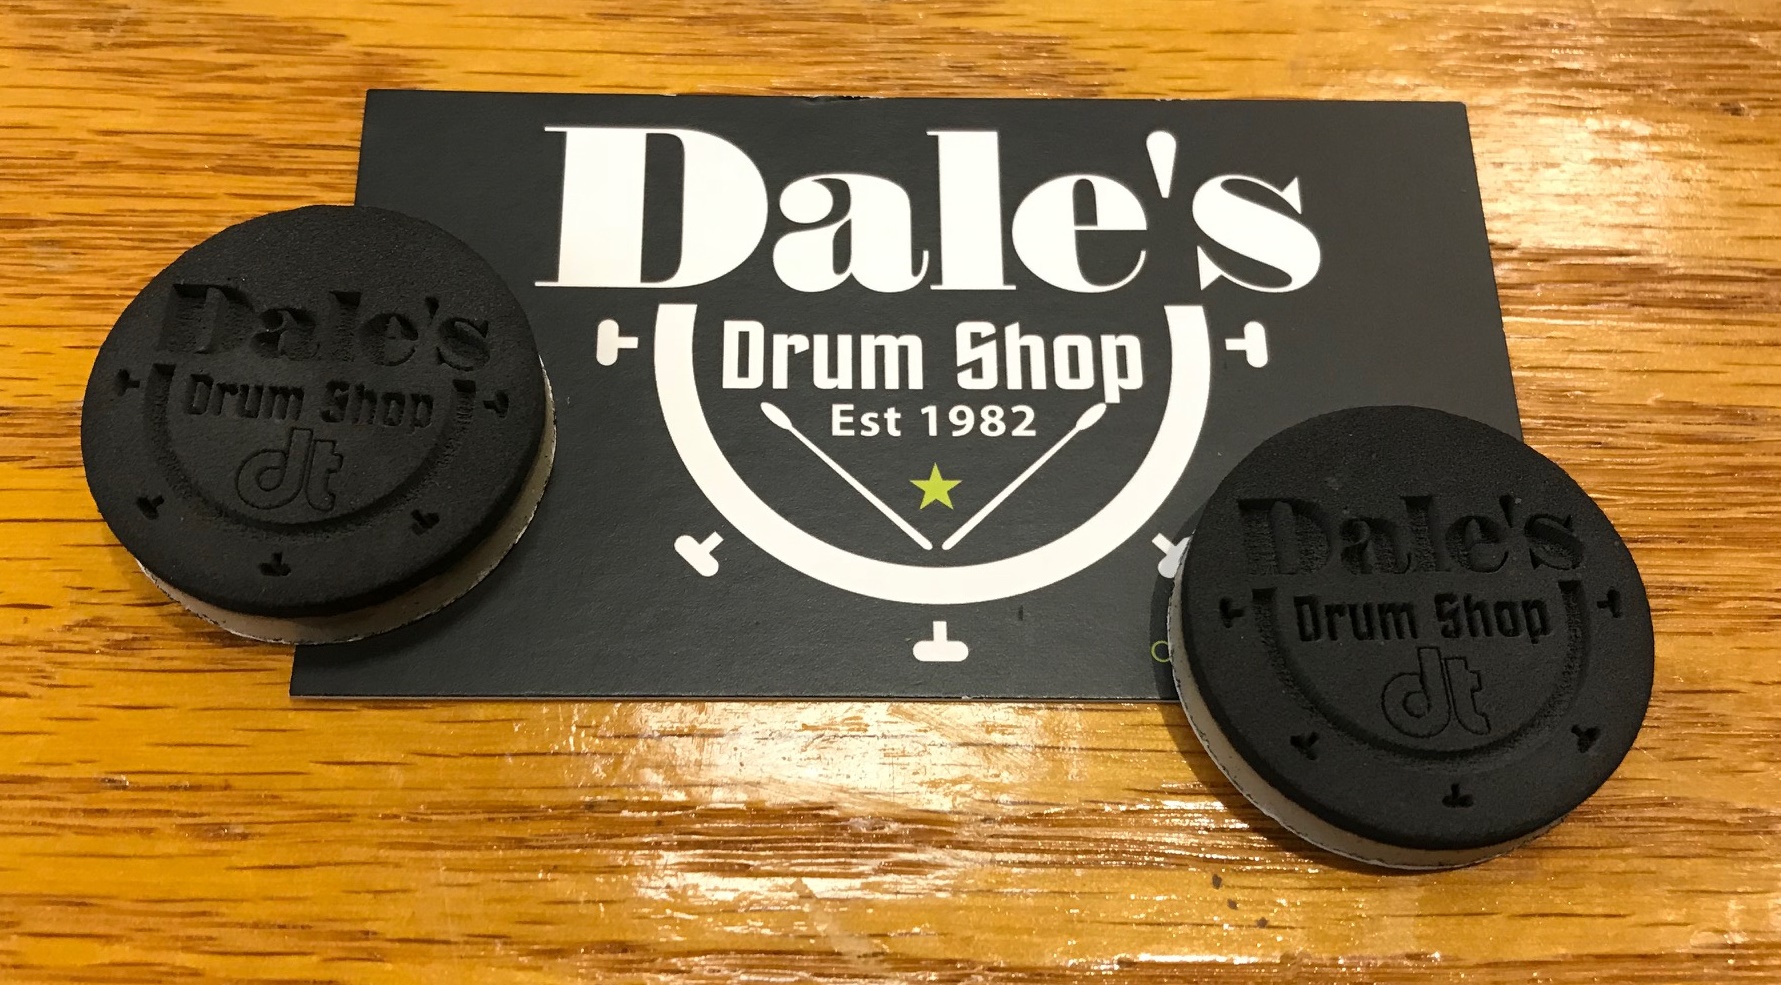 Dale's
Drum Shop
Est 1982
Dale's
Drum Shop
dt
Dale's
Drum Shop
dt